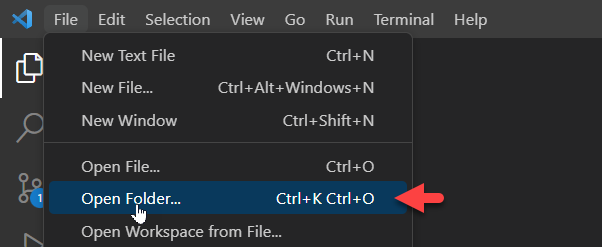 File Edit Selection View Go Run Terminal Help
New Text File Ctrl+N
New File... Ctrl+Alt+Windows+N
New Window Ctrl+Shift+N
Open File... Ctrl+O
Open Folder... Ctrl+K Ctrl+O
1
Open Workspace from File...